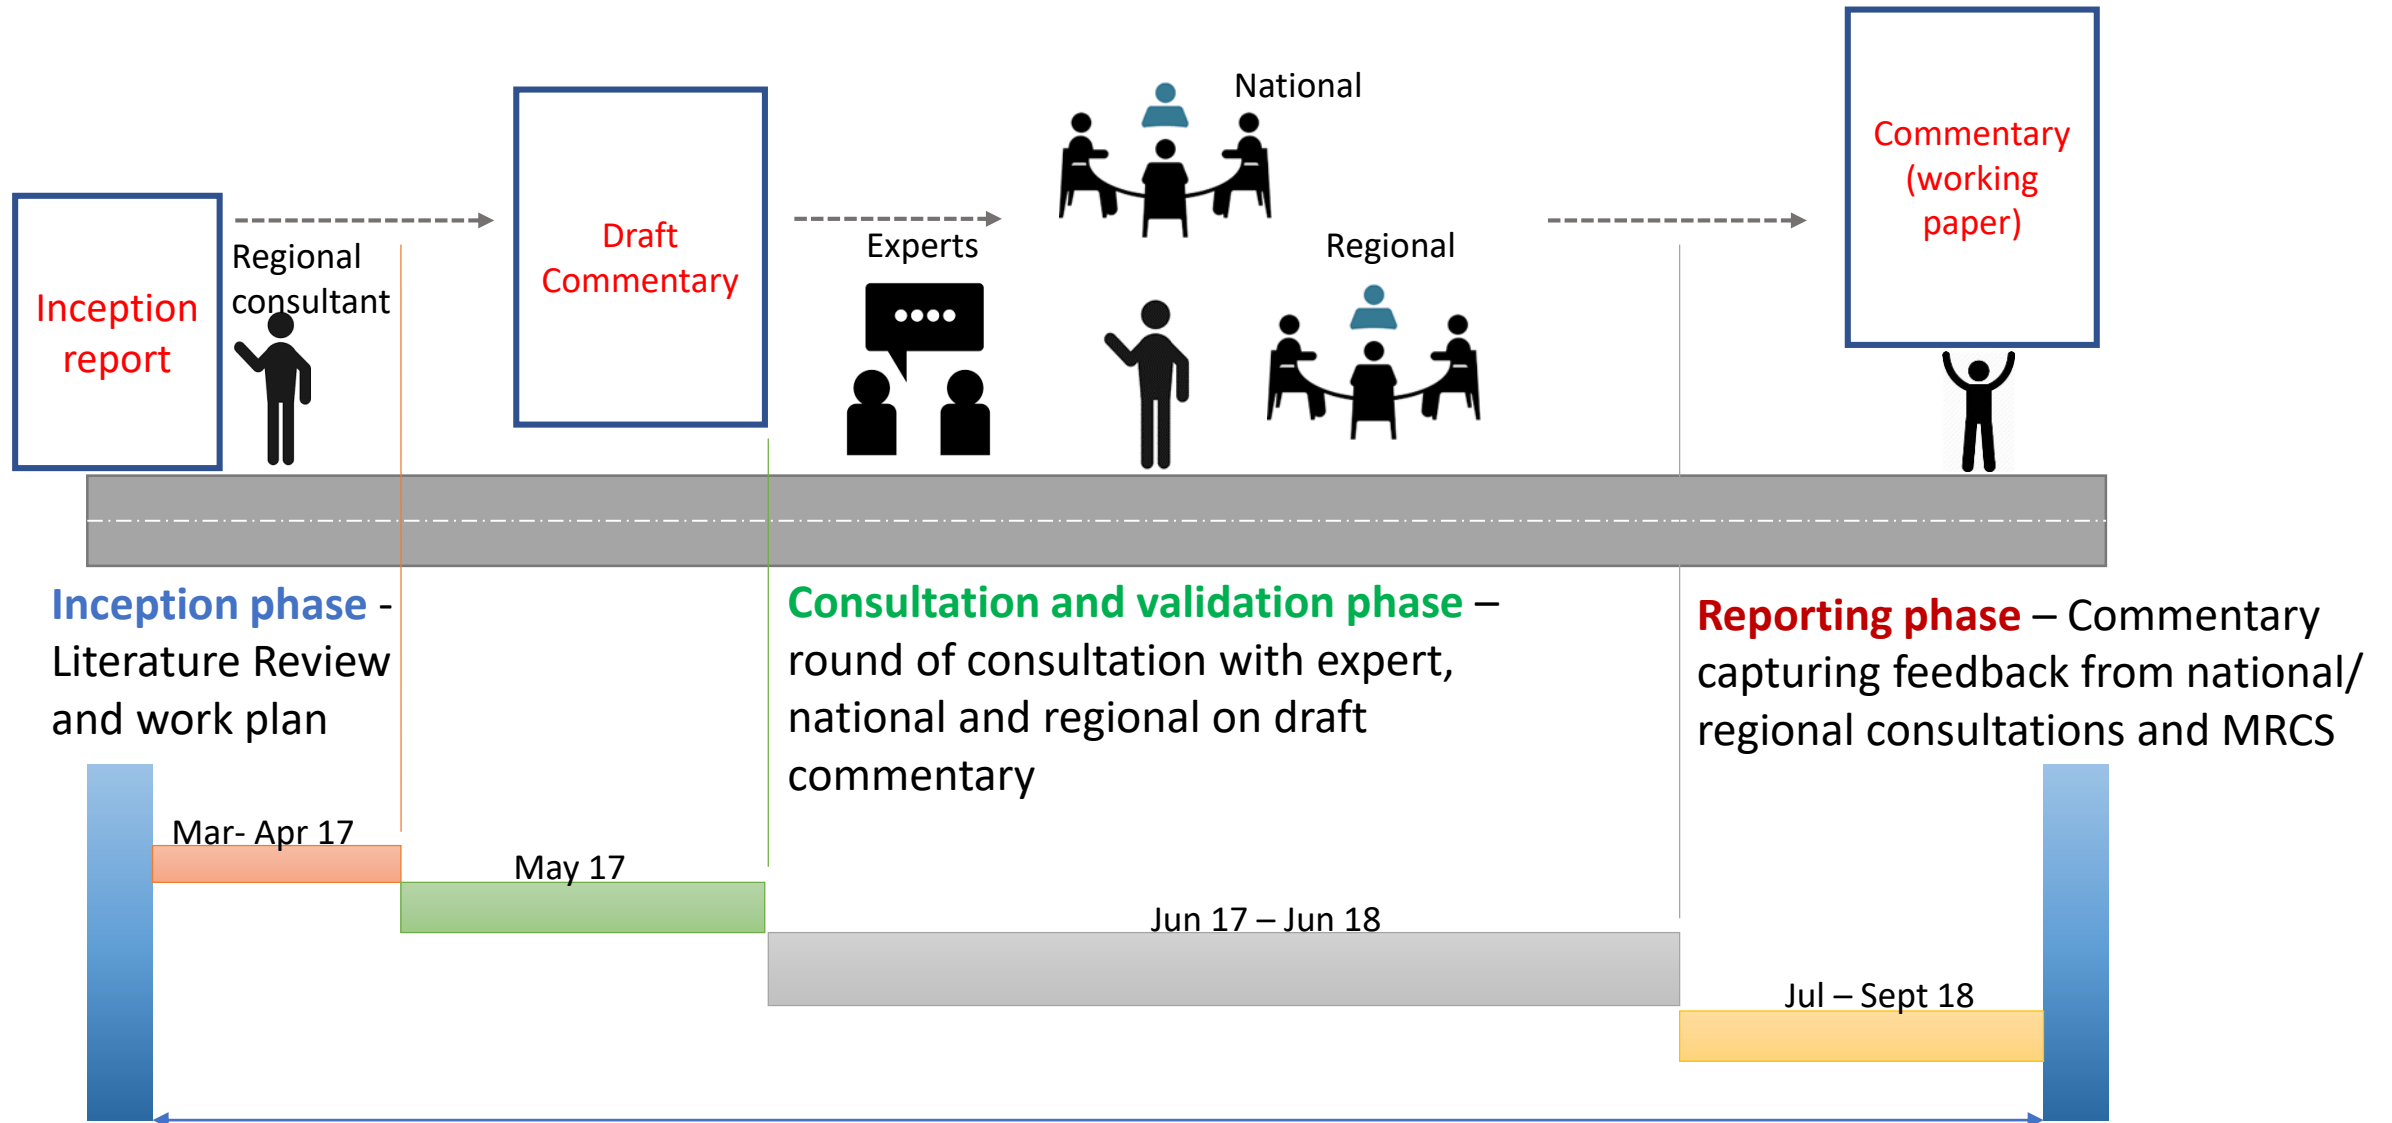 Inception
report
Regional
consultant
Draft
Commentary
Experts
National
Regional
Commentary
(working
paper)
Inception phase -
Literature Review
and work plan
Consultation and validation phase –
round of consultation with expert,
national and regional on draft
commentary
Reporting phase – Commentary
capturing feedback from national/
regional consultations and MRCS
Mar- Apr 17
May 17
Jun 17 – Jun 18
Jul – Sept 18